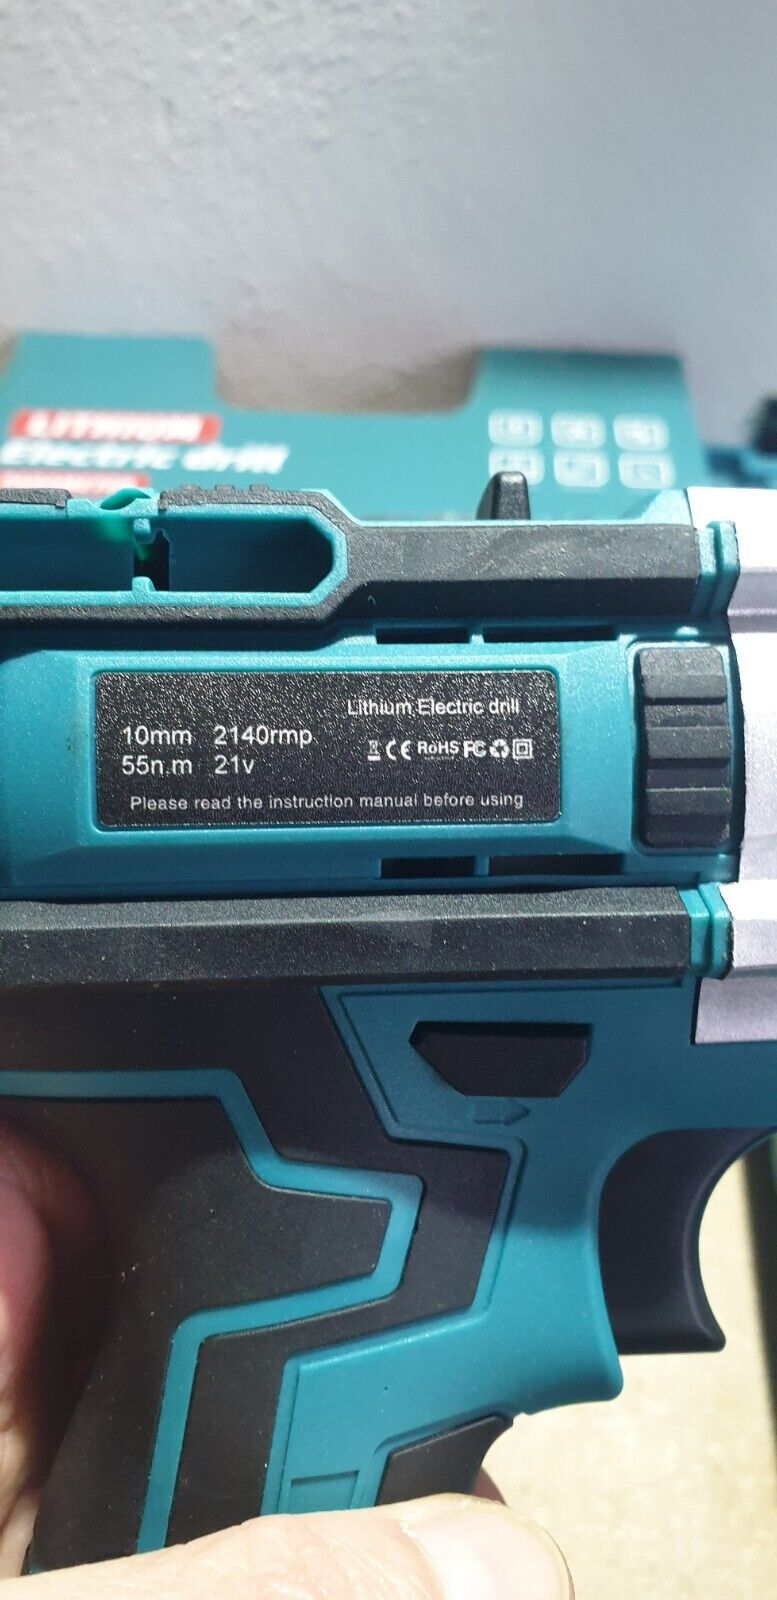 LITHIUM
Electric drill
Lithium Electric drill
10mm 2140rmp
CE RoHS FC
55n.m 21v
Please read the instruction manual before using